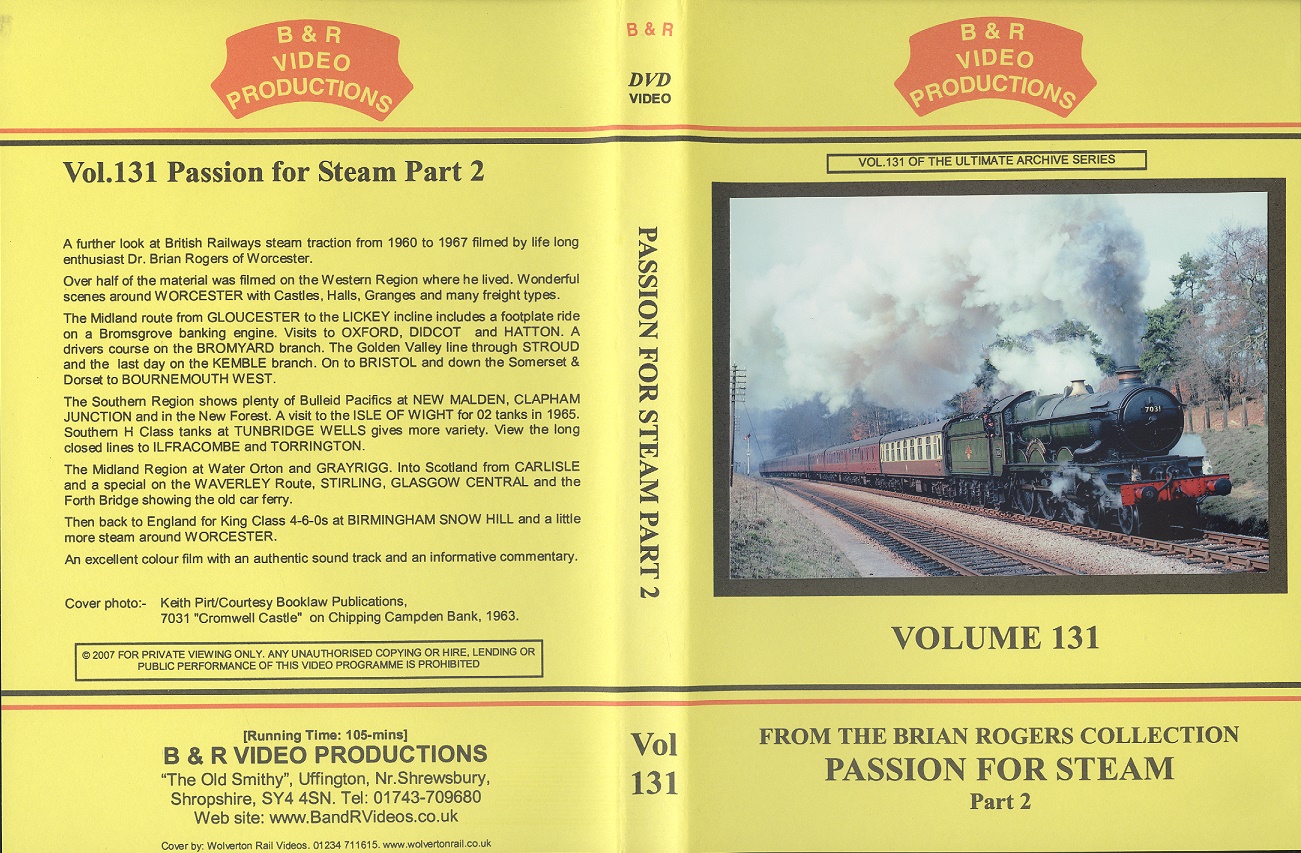 B & R
VIDEO
PRODUCTIONS
Vol.131 Passion for Steam Part 2
A further look at British Railways steam traction from 1960 to 1967 filmed by life long
enthusiast Dr. Brian Rogers of Worcester.
Over half of the material was filmed on the Western Region where he lived. Wonderful
scenes around WORCESTER with Castles, Halls, Granges and many freight types.
The Midland route from GLOUCESTER to the LICKEY incline includes a footplate ride
on a Bromsgrove banking engine. Visits to OXFORD, DIDCOT and HATTON. A
drivers course on the BROMYARD branch. The Golden Valley line through STROUD
and the last day on the KEMBLE branch. On to BRISTOL and down the Somerset &
Dorset to BOURNEMOUTH WEST.
The Southern Region shows plenty of Bulleid Pacifics at NEW MALDEN, CLAPHAM
JUNCTION and in the New Forest. A visit to the ISLE OF WIGHT for 02 tanks in 1965.
Southern H Class tanks at TUNBRIDGE WELLS gives more variety. View the long
closed lines to ILFRACOMBE and TORRINGTON.
The Midland Region at Water Orton and GRAYRIGG. Into Scotland from CARLISLE
and a special on the WAVERLEY Route, STIRLING, GLASGOW CENTRAL and the
Forth Bridge showing the old car ferry.
Then back to England for King Class 4-6-0s at BIRMINGHAM SNOW HILL and a little
more steam around WORCESTER.
An excellent colour film with an authentic sound track and an informative commentary.
Cover photo:- Keith Pirt/Courtesy Booklaw Publications,
7031 "Cromwell Castle" on Chipping Campden Bank, 1963.
© 2007 FOR PRIVATE VIEWING ONLY. ANY UNAUTHORISED COPYING OR HIRE, LENDING OR
PUBLIC PERFORMANCE OF THIS VIDEO PROGRAMME IS PROHIBITED
[Running Time: 105-mins]
B & R VIDEO PRODUCTIONS
“The Old Smithy”, Uffington, Nr.Shrewsbury,
Shropshire, SY4 4SN. Tel: 01743-709680
Web site: www.BandRVideos.co.uk
Cover by: Wolverton Rail Videos. 01234 711615. www.wolvertonrail.co.uk
B & R
DVD
VIDEO
PASSION FOR STEAM PART 2
Vol
131
B & R
VIDEO
PRODUCTIONS
VOL.131 OF THE ULTIMATE ARCHIVE SERIES
7031
VOLUME 131
FROM THE BRIAN ROGERS COLLECTION
PASSION FOR STEAM
Part 2